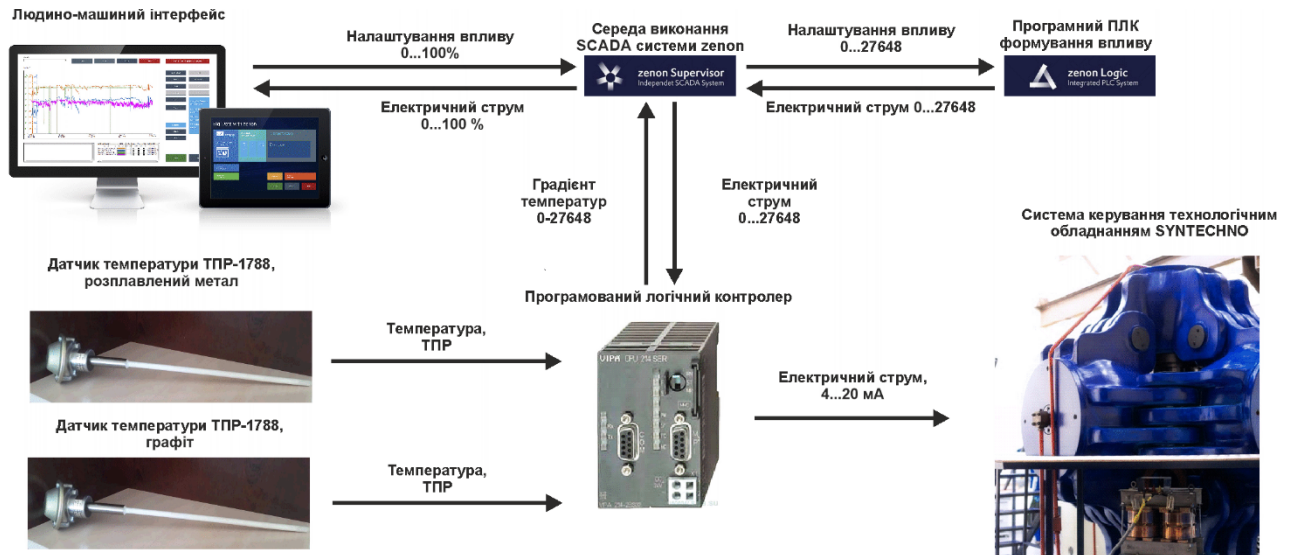 Людино-машиний інтерфейс
Налаштування впливу
0...100%
Електричний струм
0...100 %
Середа виконання
SCADA системи zenon
zenon Supervisor
Independet SCADA System
Налаштування впливу
0...27648
Електричний струм 0...27648
Програмний ПЛК
формування впливу
zenon Logic
Integrated PLC System
Градієнт
температур
0-27648
Електричний
струм
0...27648
Датчик температури ТПР-1788,
розплавлений метал
Температура,
ТПР
Датчик температури ТПР-1788,
графіт
Температура,
ТПР
Програмований логічний контролер
VIPA CPU 214 SER
Електричний струм,
4...20 мА
Система керування технологічним
обладнанням SYNTECHNO